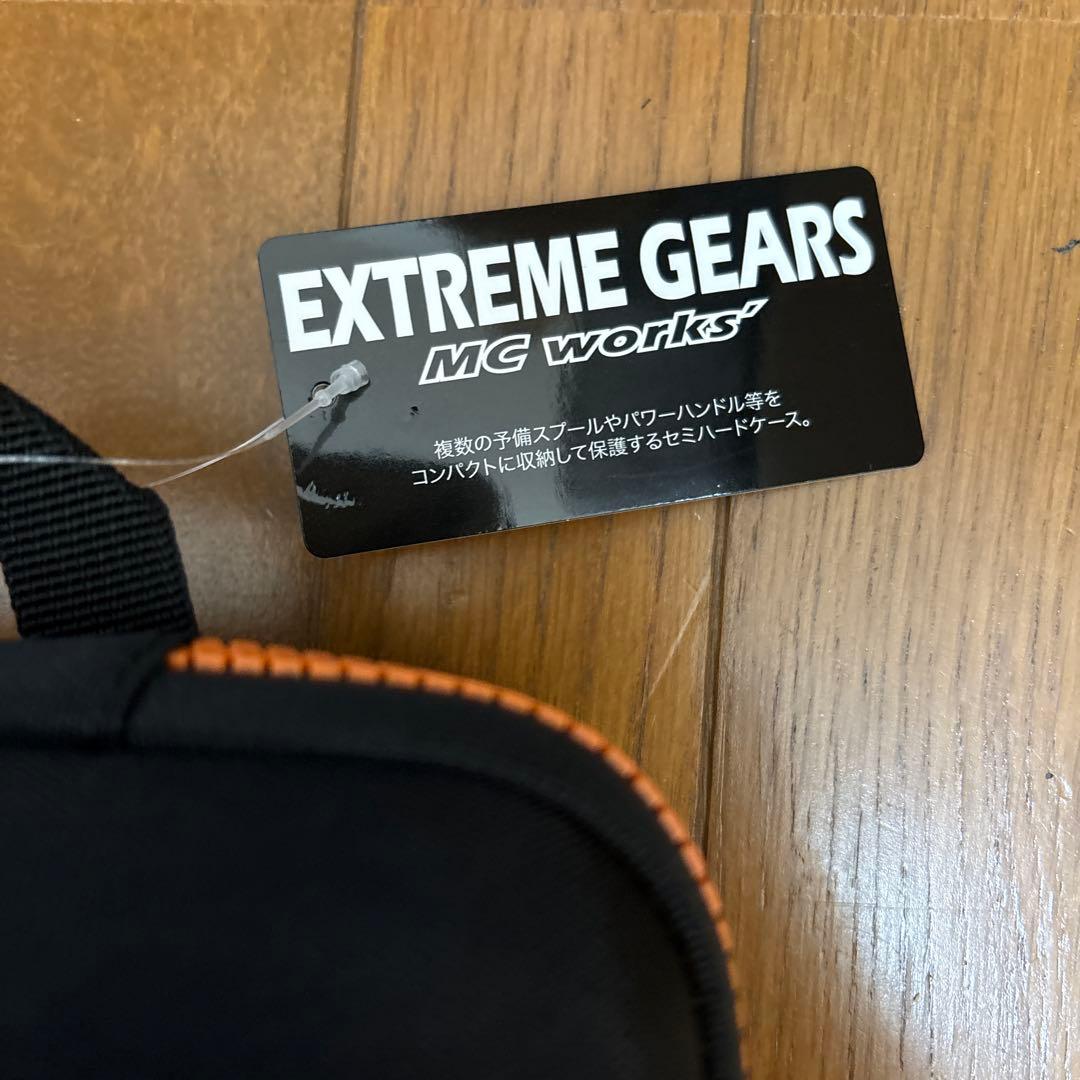 EXTREME GEARS
MC works'
複数の予備スプールやパワーハンドル等を
コンパクトに収納して保護するセミハードケース。